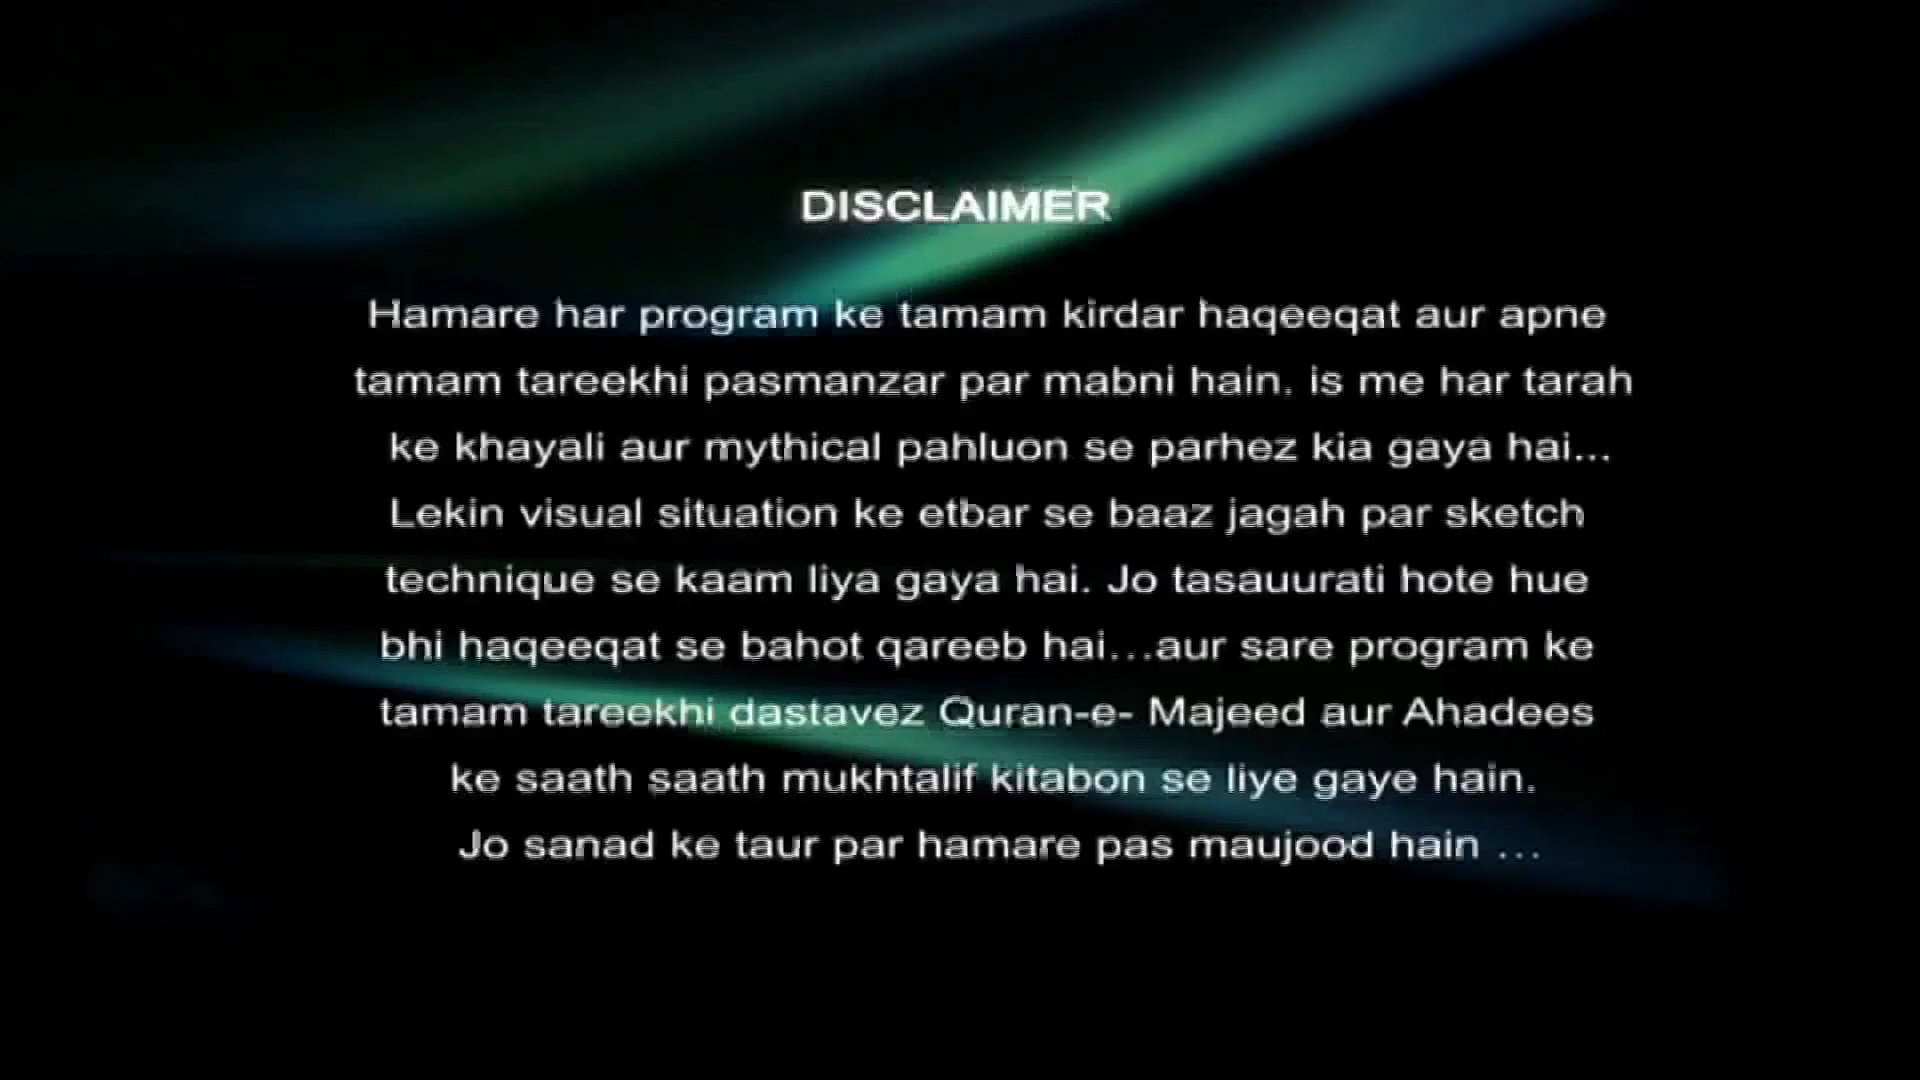 DISCLAIMER
Hamare har program ke tamam kirdar haqeeqat aur apne
tamam tareekhi pasmanzar par mabni hain. is me har tarah
ke khayali aur mythical pahluon se parhez kia gaya hai...
Lekin visual situation ke etbar se baaz jagah par sketch
technique se kaam liya gaya hai. Jo tasauurati hote hue
bhi haqeeqat se bahot qareeb hai...aur sare program ke
tamam tareekhi dastavez Quran-e- Majeed aur Ahadees
ke saath saath mukhtalif kitabon se liye gaye hain.
Jo sanad ke taur par hamare pas maujood hain ...